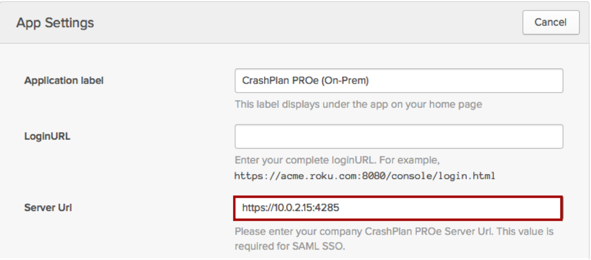 App Settings
Cancel
Application label
CrashPlan PROe (On-Prem)
This label displays under the app on your home page
LoginURL
Enter your complete loginURL. For example,
https://acme.roku.com:8080/console/login.html
Server Url
https://10.0.2.15:4285
Please enter your company CrashPlan PROe Server Url. This value is
required for SAML SSO.